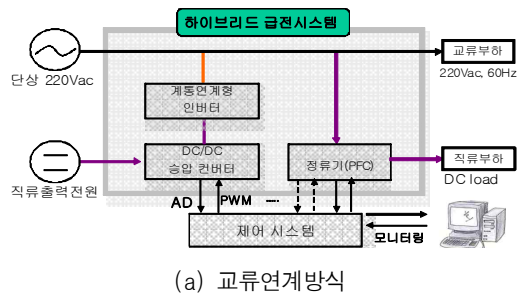 하이브리드 급전시스템
단상 220Vac
교류부하
220Vac, 60Hz
계통연계형
인버터
DC/DC
승압 컨버터
정류기(PFC)
직류부하
DC load
직류출력전원
AD
PWM
제어 시스템
모니터링
(a) 교류연계방식